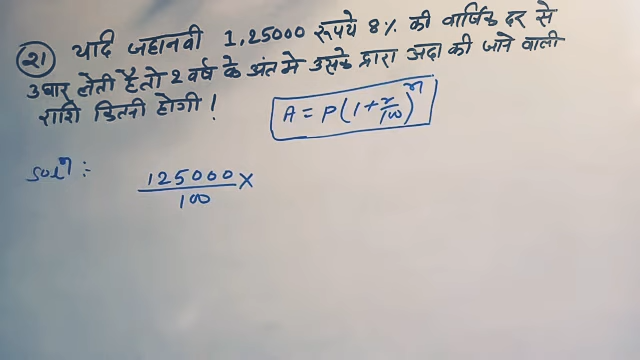 (21) यदि जहानवी 1,25000 रूपये 8% की वार्षिक दर से
उधार लेती है तो 2 वर्ष के अंत मे उसके द्वारा अदा की जाने वाली
राशि कितनी होगी !
A = P(1+r/100)^n
Solⁿ :-
125000/100 ×